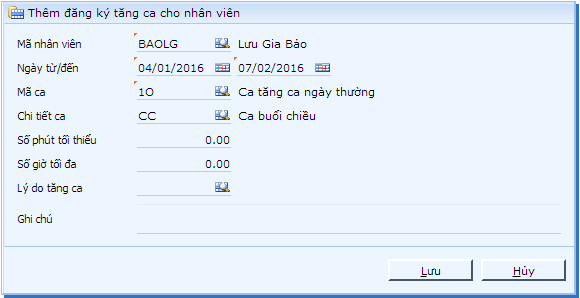 Thêm đăng ký tăng ca cho nhân viên
Mã nhân viên BAOLG Lưu Gia Bảo
Ngày từ/đến 04/01/2016 07/02/2016
Mã ca 1O Ca tăng ca ngày thường
Chi tiết ca CC Ca buổi chiều
Số phút tối thiểu 0.00
Số giờ tối đa 0.00
Lý do tăng ca
Ghi chú
Lưu Hủy